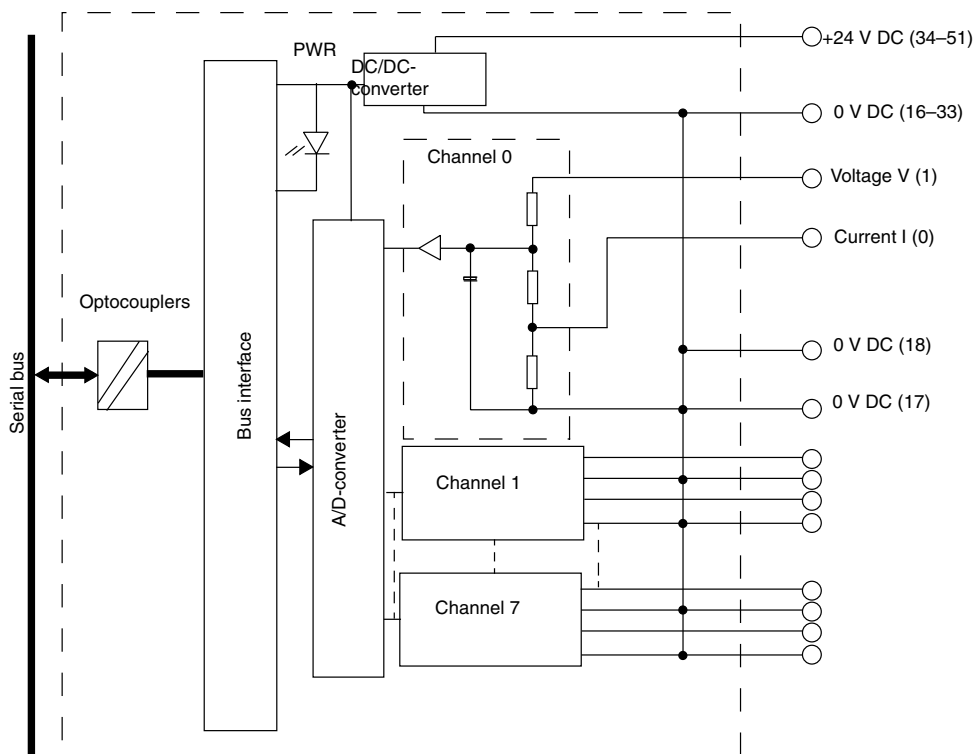 +24 V DC (34–51)
PWR
DC/DC-
converter
0 V DC (16–33)
Channel 0
Voltage V (1)
Current I (0)
Optocouplers
Serial bus
Bus interface
A/D-converter
0 V DC (18)
0 V DC (17)
Channel 1
Channel 7